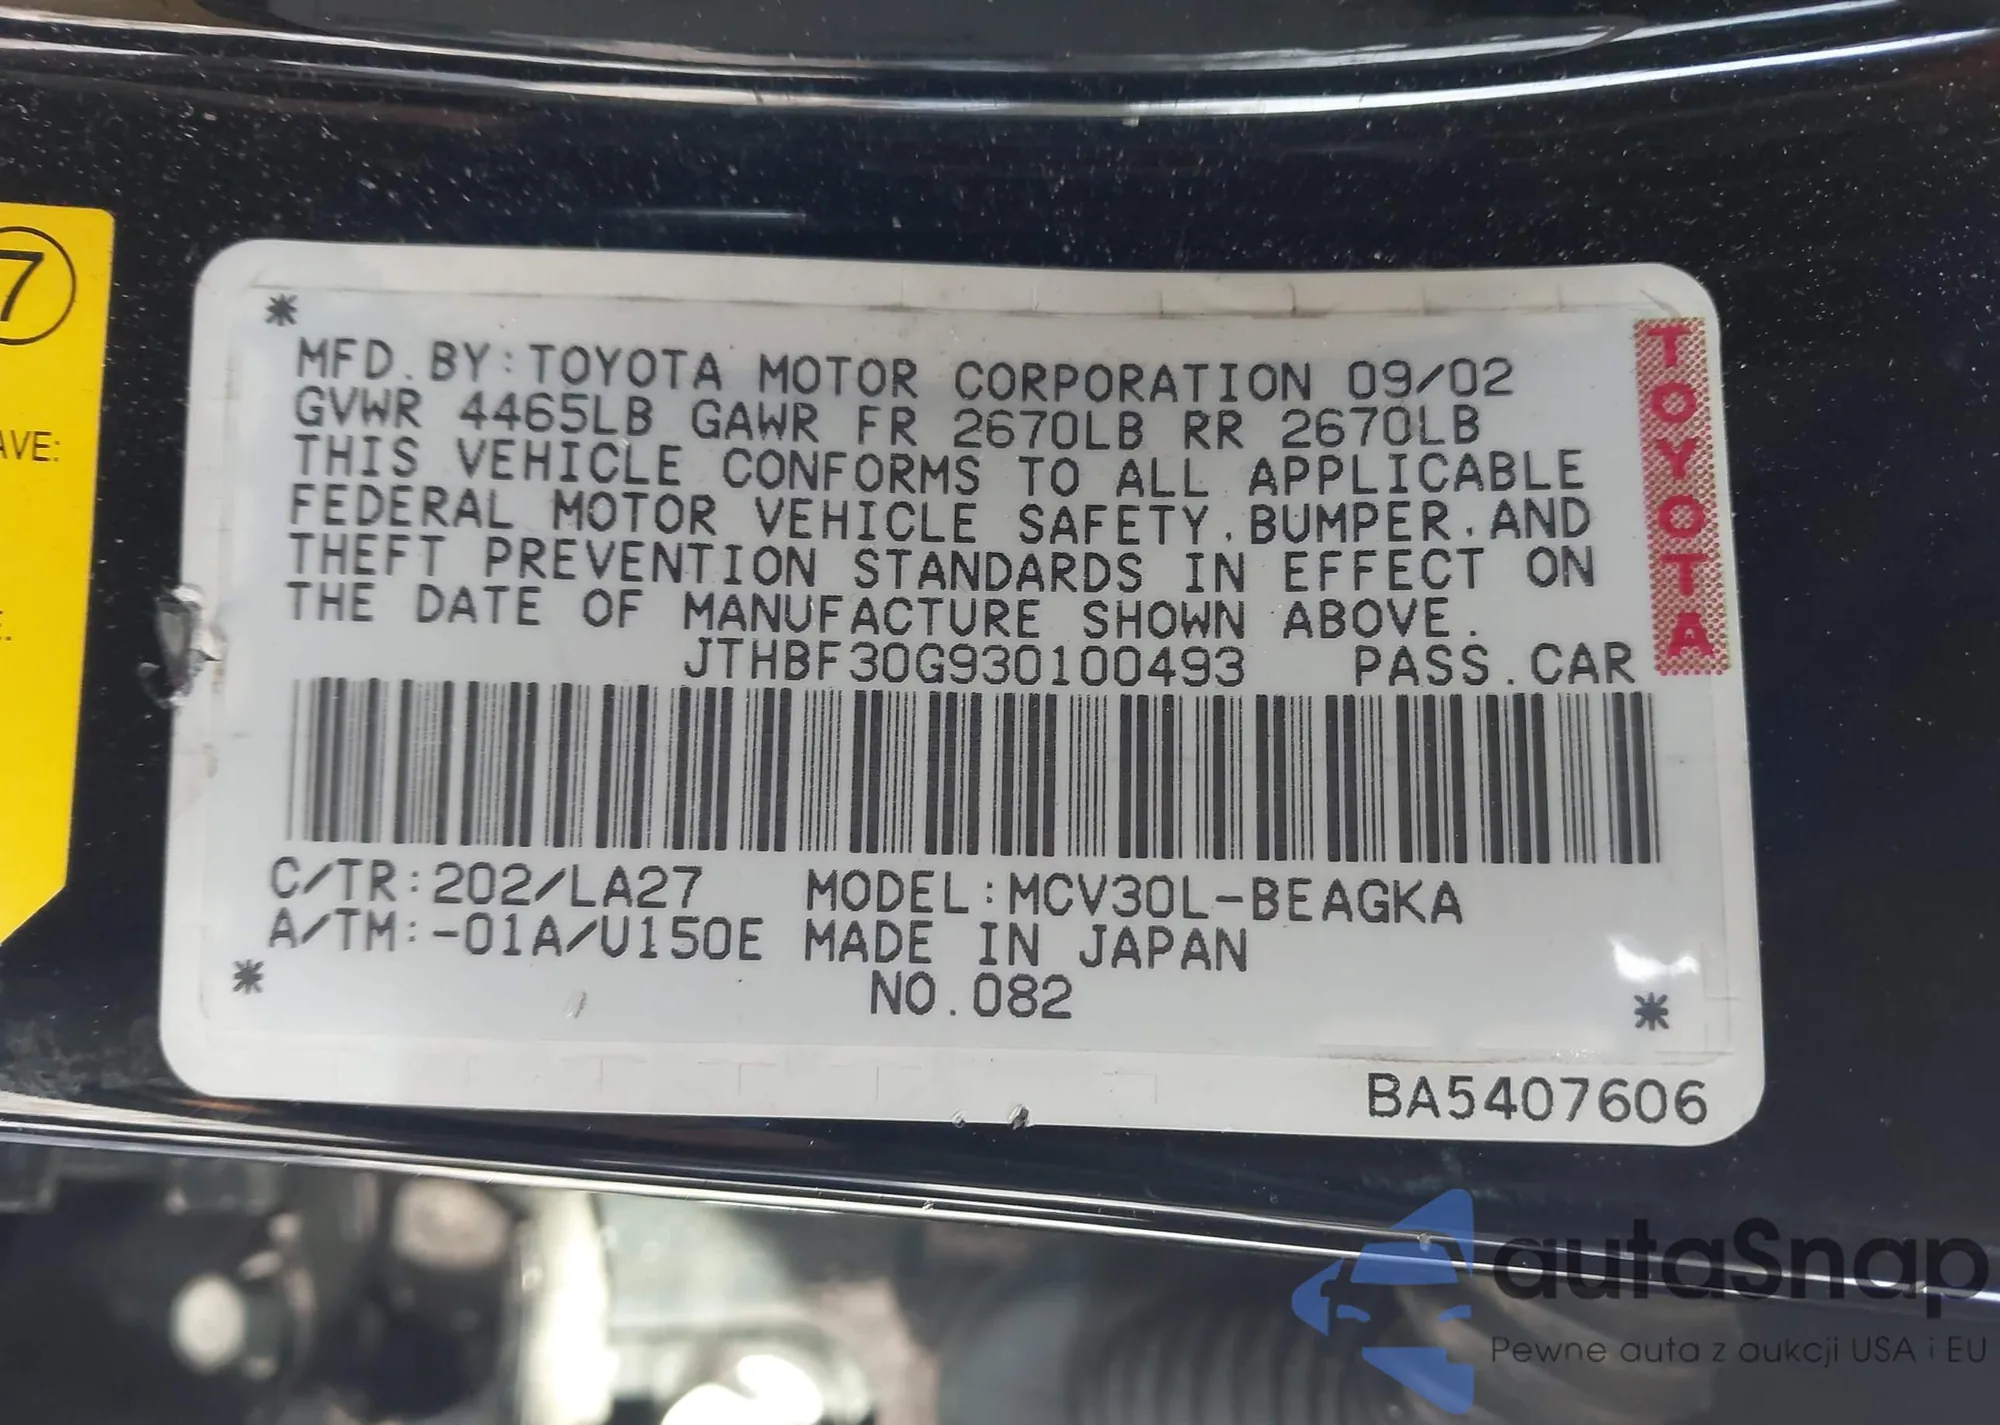 7
AVE:
E.
*
MFD. BY:TOYOTA MOTOR CORPORATION 09/02
GVWR 4465LB GAWR FR 2670LB RR 2670LB
THIS VEHICLE CONFORMS TO ALL APPLICABLE
FEDERAL MOTOR VEHICLE SAFETY, BUMPER, AND
THEFT PREVENTION STANDARDS IN EFFECT ON
THE DATE OF MANUFACTURE SHOWN ABOVE.
JTHBF30G930100493 PASS. CAR
TOYOTA
C/TR:202/LA27 MODEL:MCV30L-BEAGKA
A/TM:-01A/U150E MADE IN JAPAN
* NO.082 *
BA5407606
autaSnap
Pewne auta z aukcji USA i EU